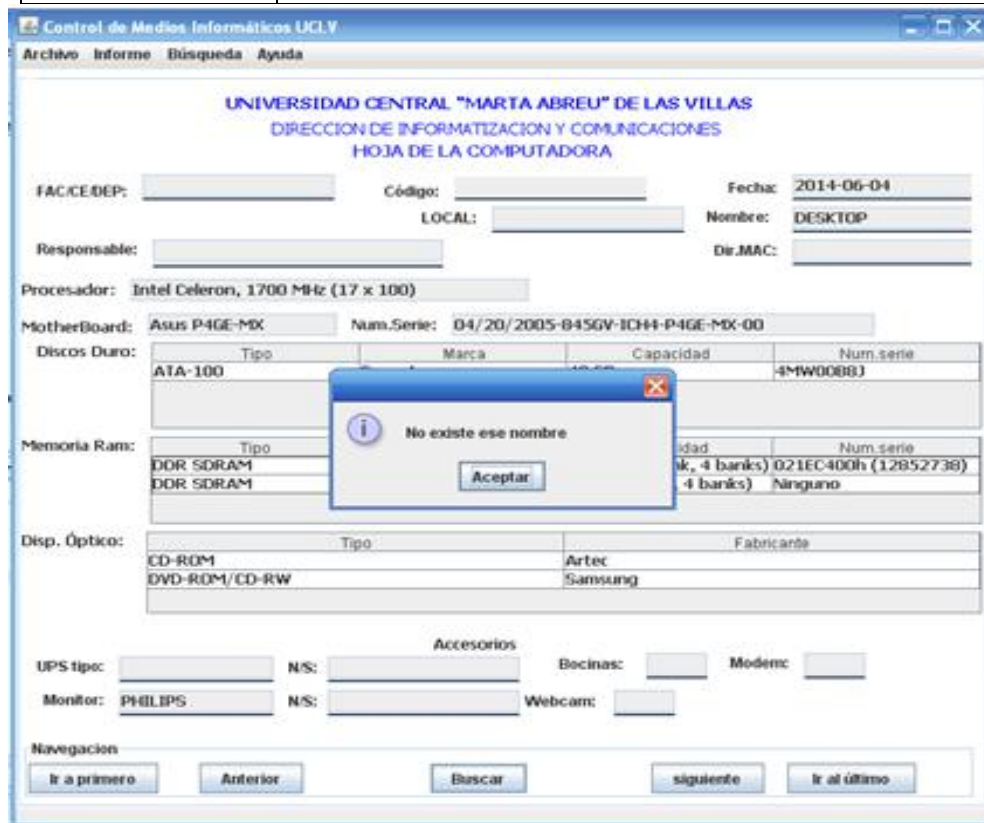 Control de Medios Informáticos UCLV
Archivo Informe Búsqueda Ayuda
UNIVERSIDAD CENTRAL "MARTA ABREU" DE LAS VILLAS
DIRECCION DE INFORMATIZACION Y COMUNICACIONES
HOJA DE LA COMPUTADORA
FAC/CE/DEP: Código: Fecha: 2014-06-04
LOCAL: Nombre: DESKTOP
Responsable: Dir.MAC:
Procesador: Intel Celeron, 1700 MHz (17 x 100)
MotherBoard: Asus P4GE-MX Num.Serie: 04/20/2005-845GV-ICH4-P4GE-MX-00
Discos Duro: Tipo Marca Capacidad Num.serie
ATA-100 4MW00B8J
No existe ese nombre
Aceptar
Memoria Ram: Tipo Num.serie
DDR SDRAM 4 banks) 021EC400h (12852738)
DDR SDRAM 4 banks) Ninguno
Disp. Óptico: Tipo Fabricante
CD-ROM Artec
DVD-ROM/CD-RW Samsung
Accesorios
UPS tipo: N/S: Bocinas: Modem:
Monitor: PHILIPS N/S: Webcam:
Navegacion
Ir a primero Anterior Buscar siguiente Ir al último